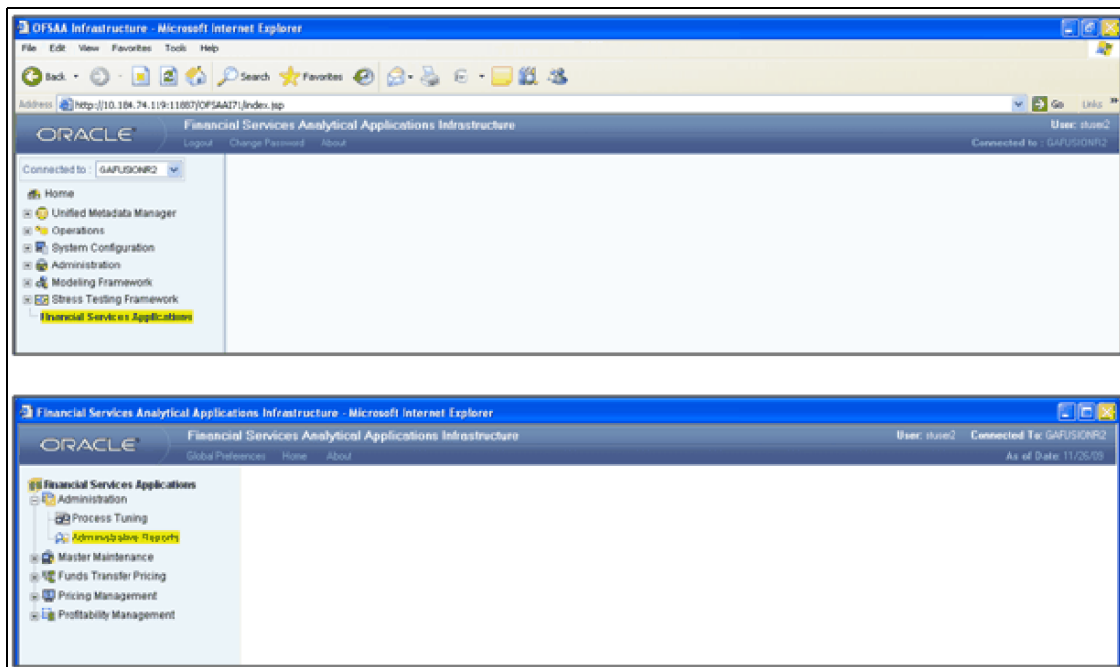 OFSAA Infrastructure - Microsoft Internet Explorer
File Edit View Favorites Tools Help
Back Search Favorites
Address http://10.184.74.119:11887/OFSAAI71/index.jsp Go Links
ORACLE Financial Services Analytical Applications Infrastructure User: stuser2
Logout Change Password About Connected to : GAFUSIONR2
Connected to : GAFUSIONR2
Home
Unified Metadata Manager
Operations
System Configuration
Administration
Modeling Framework
Stress Testing Framework
Financial Services Applications
Financial Services Analytical Applications Infrastructure - Microsoft Internet Explorer
ORACLE Financial Services Analytical Applications Infrastructure User: stuser2 Connected To: GAFUSIONR2
Global Preferences Home About As of Date: 11/26/09
Financial Services Applications
Administration
Process Tuning
Administrative Reports
Master Maintenance
Funds Transfer Pricing
Pricing Management
Profitability Management